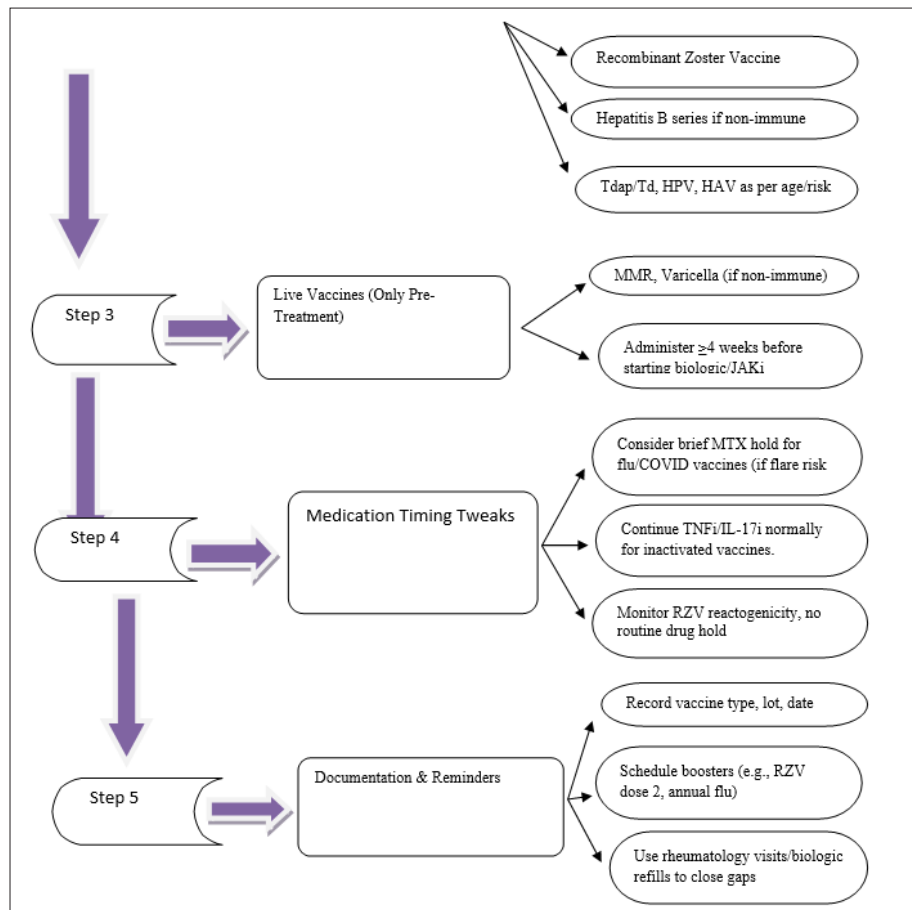 Recombinant Zoster Vaccine
Hepatitis B series if non-immune
Tdap/Td, HPV, HAV as per age/risk
Step 3
Live Vaccines (Only Pre-
Treatment)
MMR, Varicella (if non-immune)
Administer ≥4 weeks before
starting biologic/JAKi
Step 4
Medication Timing Tweaks
Consider brief MTX hold for
flu/COVID vaccines (if flare risk
Continue TNFi/IL-17i normally
for inactivated vaccines.
Monitor RZV reactogenicity, no
routine drug hold
Step 5
Documentation & Reminders
Record vaccine type, lot, date
Schedule boosters (e.g., RZV
dose 2, annual flu)
Use rheumatology visits/biologic
refills to close gaps